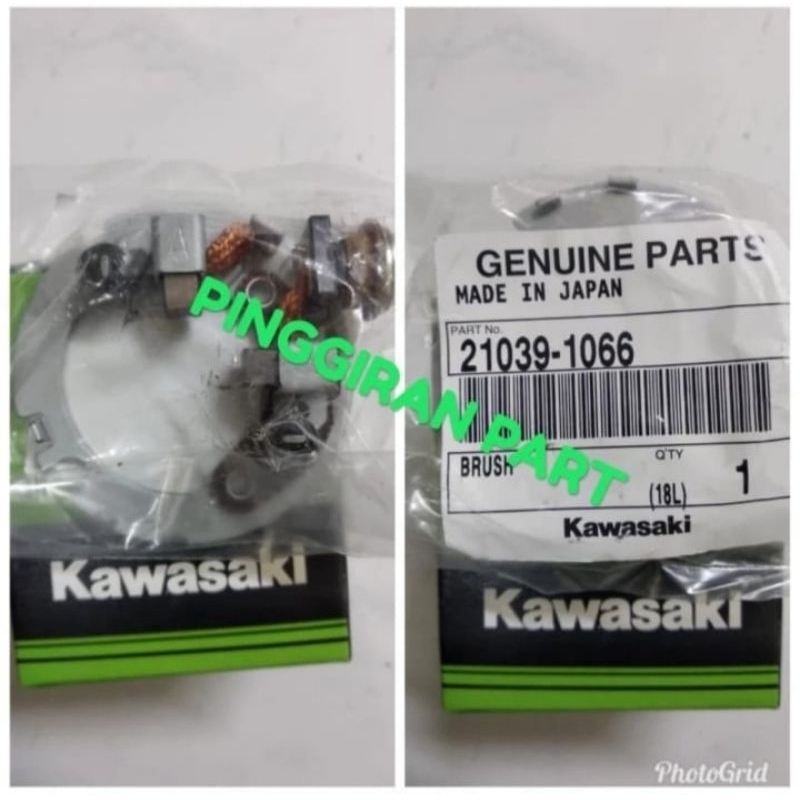 A
PINGGIRAN PART
Kawasaki
GENUINE PARTS
MADE IN JAPAN
PART No.
21039-1066
BRUSH
Q'TY
(18L)
1
Kawasaki
Kawasaki
PhotoGrid